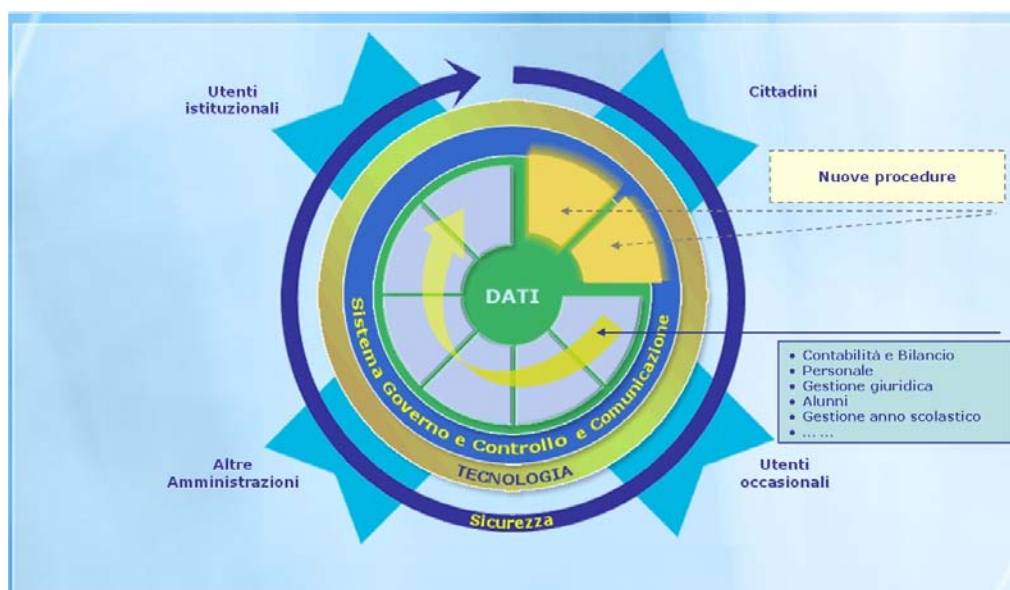 Utenti
istituzionali
Cittadini
Nuove procedure
DATI
Sistema Governo e Controllo e Comunicazione
• Contabilità e Bilancio
• Personale
• Gestione giuridica
• Alunni
• Gestione anno scolastico
• ... ...
TECNOLOGIA
Altre
Amministrazioni
Utenti
occasionali
Sicurezza